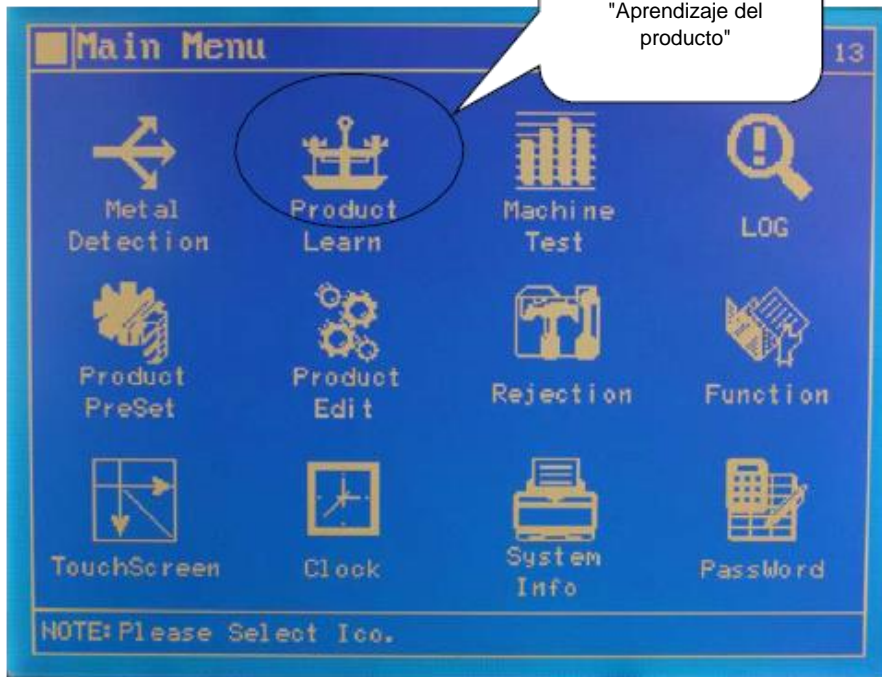 "Aprendizaje del
producto"
Main Menu
13
Metal
Detection
Product
Learn
Machine
Test
LOG
Product
PreSet
Product
Edit
Rejection
Function
TouchScreen
Clock
System
Info
PassWord
NOTE:Please Select Ico.